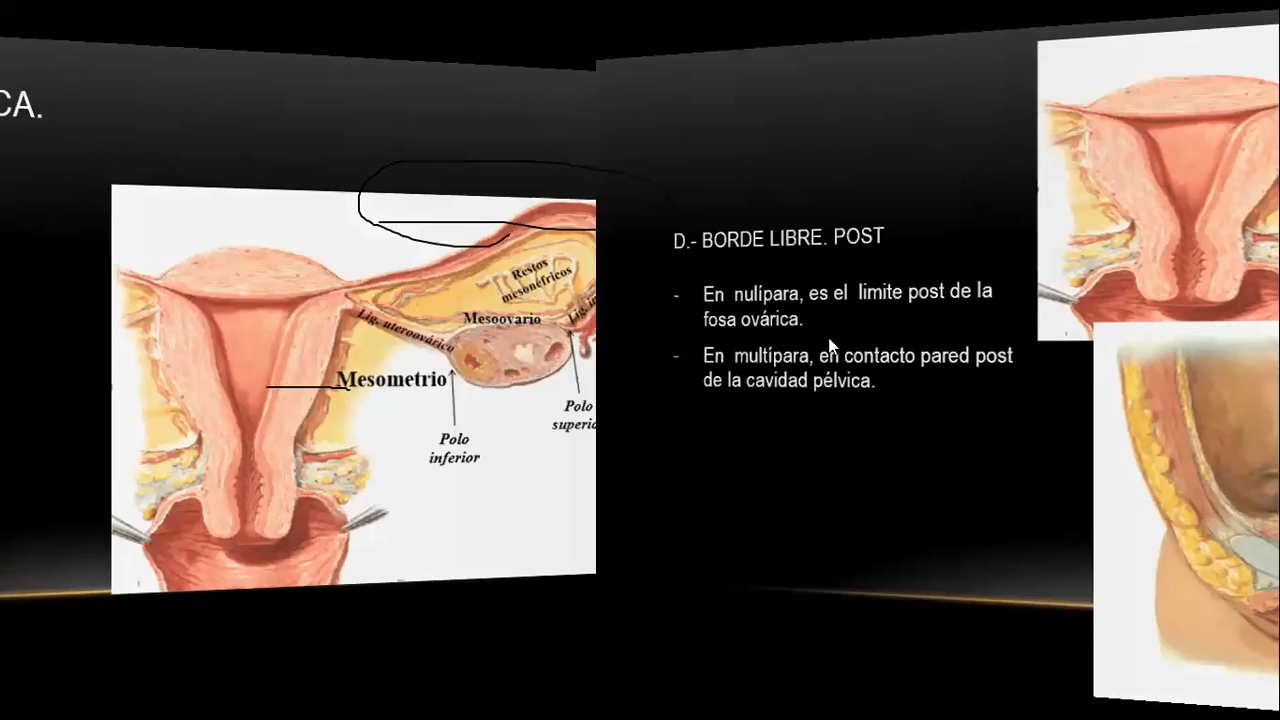 CA.
Restos
mesonéfricos
Mesoovario
Lig. uteroovárico
Mesometrio
Polo
inferior
Polo
D.- BORDE LIBRE. POST
- En nulípara, es el limite post de la
fosa ovárica.
- En multípara, en contacto pared post
de la cavidad pélvica.